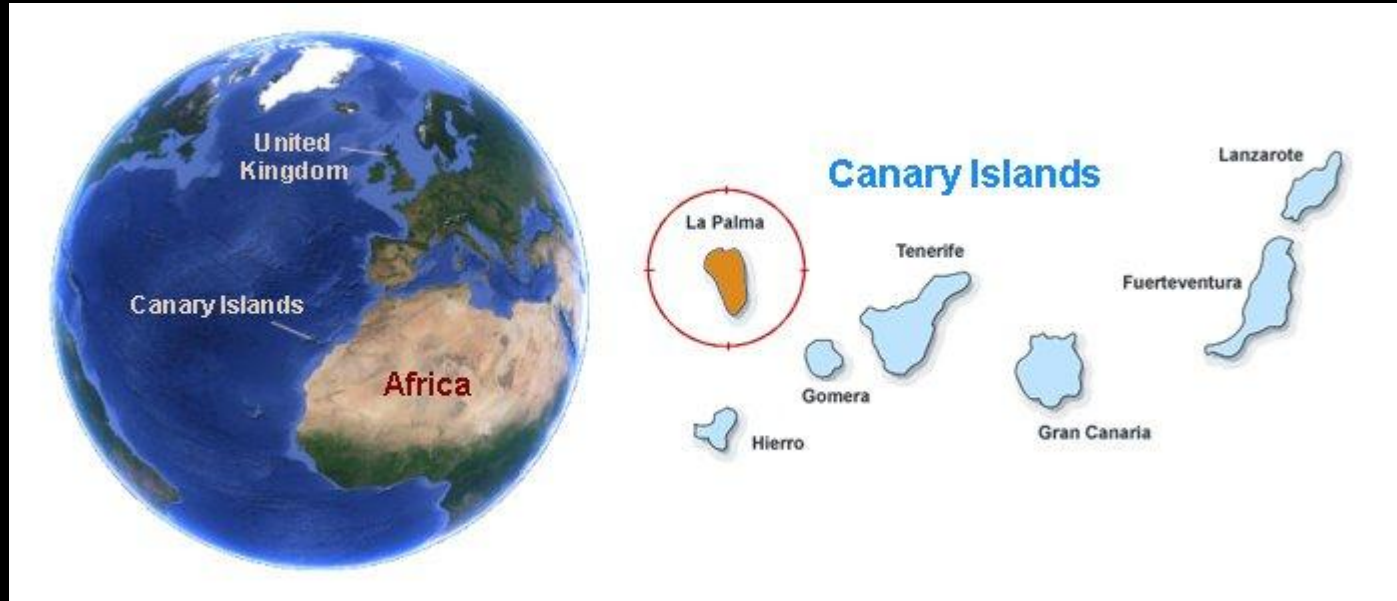 United
Kingdom
Canary Islands
Africa
Canary Islands
La Palma
Tenerife
Lanzarote
Fuerteventura
Gomera
Hierro
Gran Canaria